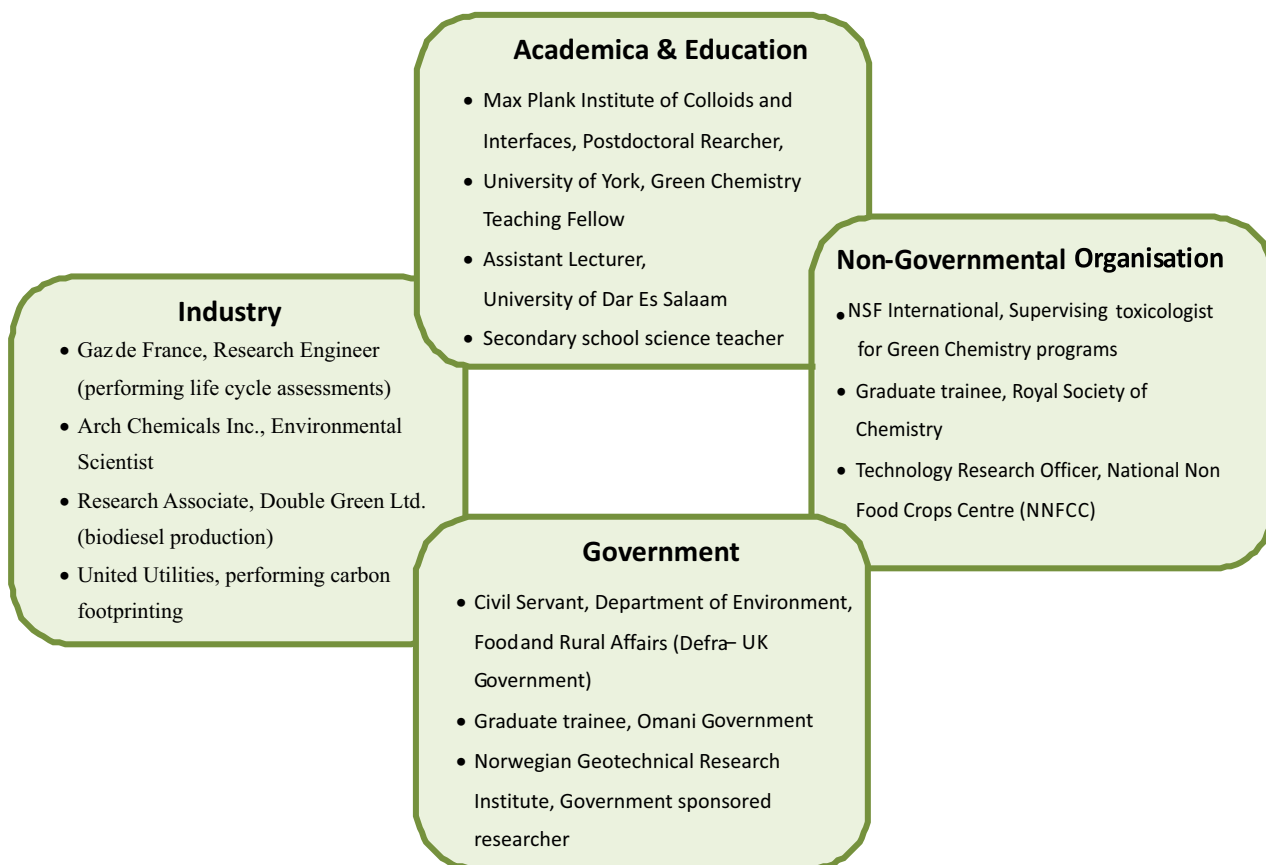 Academica & Education
• Max Plank Institute of Colloids and
Interfaces, Postdoctoral Rearcher,
• University of York, Green Chemistry
Teaching Fellow
• Assistant Lecturer,
University of Dar Es Salaam
• Secondary school science teacher
Non-Governmental Organisation
• NSF International, Supervising toxicologist
for Green Chemistry programs
• Graduate trainee, Royal Society of
Chemistry
• Technology Research Officer, National Non
Food Crops Centre (NNFCC)
Industry
• Gaz de France, Research Engineer
(performing life cycle assessments)
• Arch Chemicals Inc., Environmental
Scientist
• Research Associate, Double Green Ltd.
(biodiesel production)
• United Utilities, performing carbon
footprinting
Government
• Civil Servant, Department of Environment,
Food and Rural Affairs (Defra– UK
Government)
• Graduate trainee, Omani Government
• Norwegian Geotechnical Research
Institute, Government sponsored
researcher